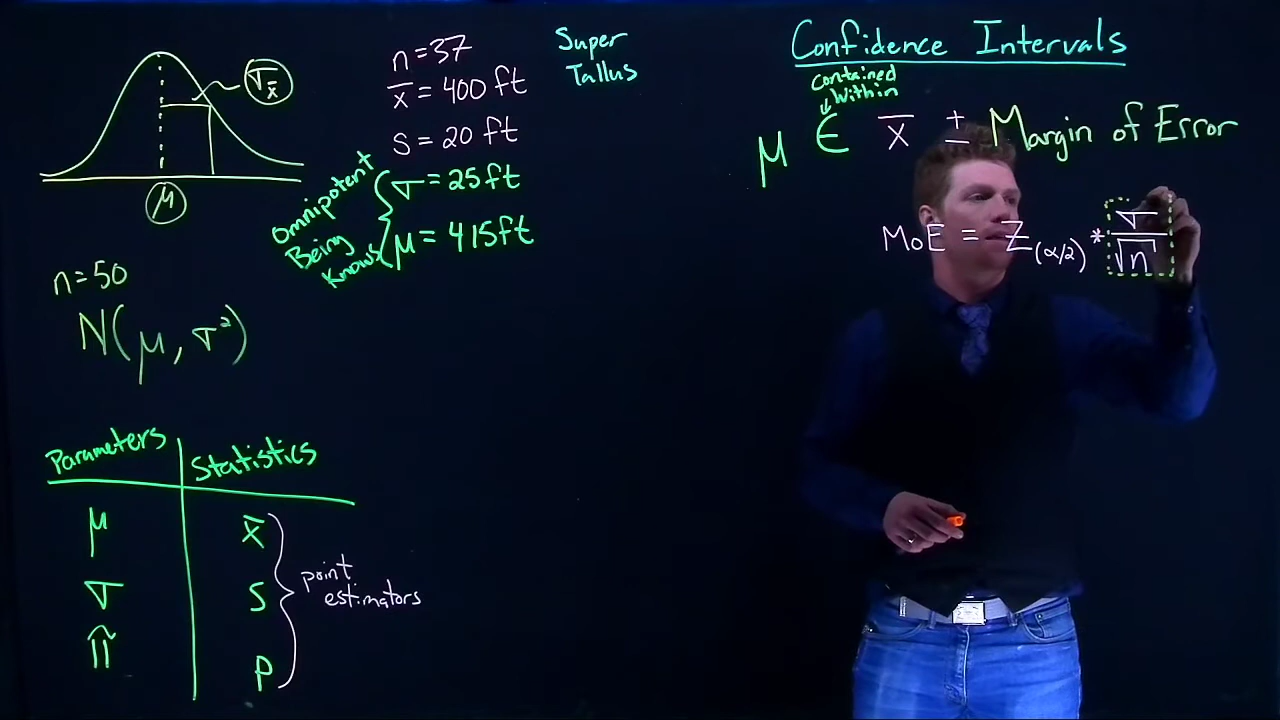 σx̄
μ
n=50
N(μ, σ²)
n=37
x̄ = 400 ft
s = 20 ft
σ = 25 ft
μ = 415 ft
Omnipotent
Being
Knows
Super
Tallus
Confidence Intervals
contained
within
μ ∈ x̄ ± Margin of Error
MoE = Z(α/2) * σ/√n
Parameters Statistics
μ x̄
σ s
π p
point
estimators